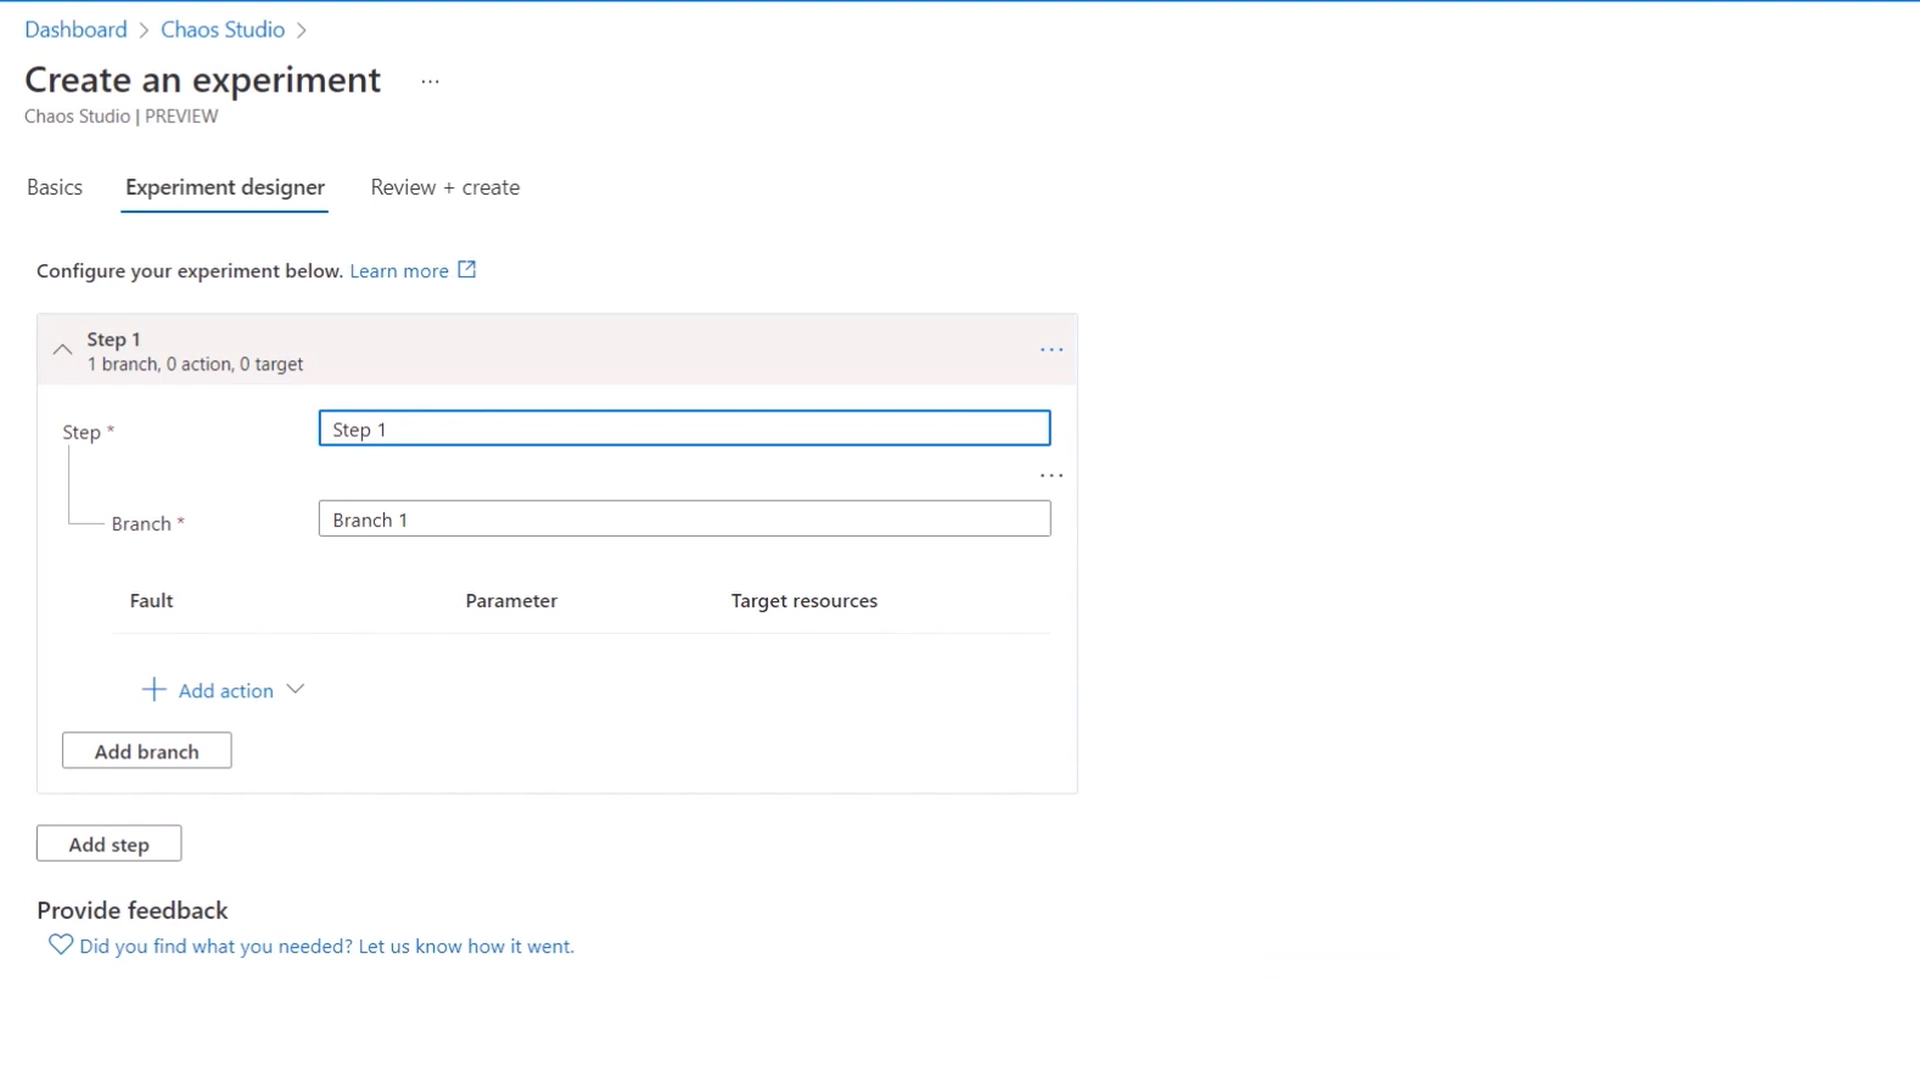 Dashboard > Chaos Studio >
Create an experiment ...
Chaos Studio | PREVIEW
Basics Experiment designer Review + create
Configure your experiment below. Learn more
Step 1
1 branch, 0 action, 0 target
...
Step * Step 1
...
Branch * Branch 1
Fault Parameter Target resources
+ Add action
Add branch
Add step
Provide feedback
Did you find what you needed? Let us know how it went.